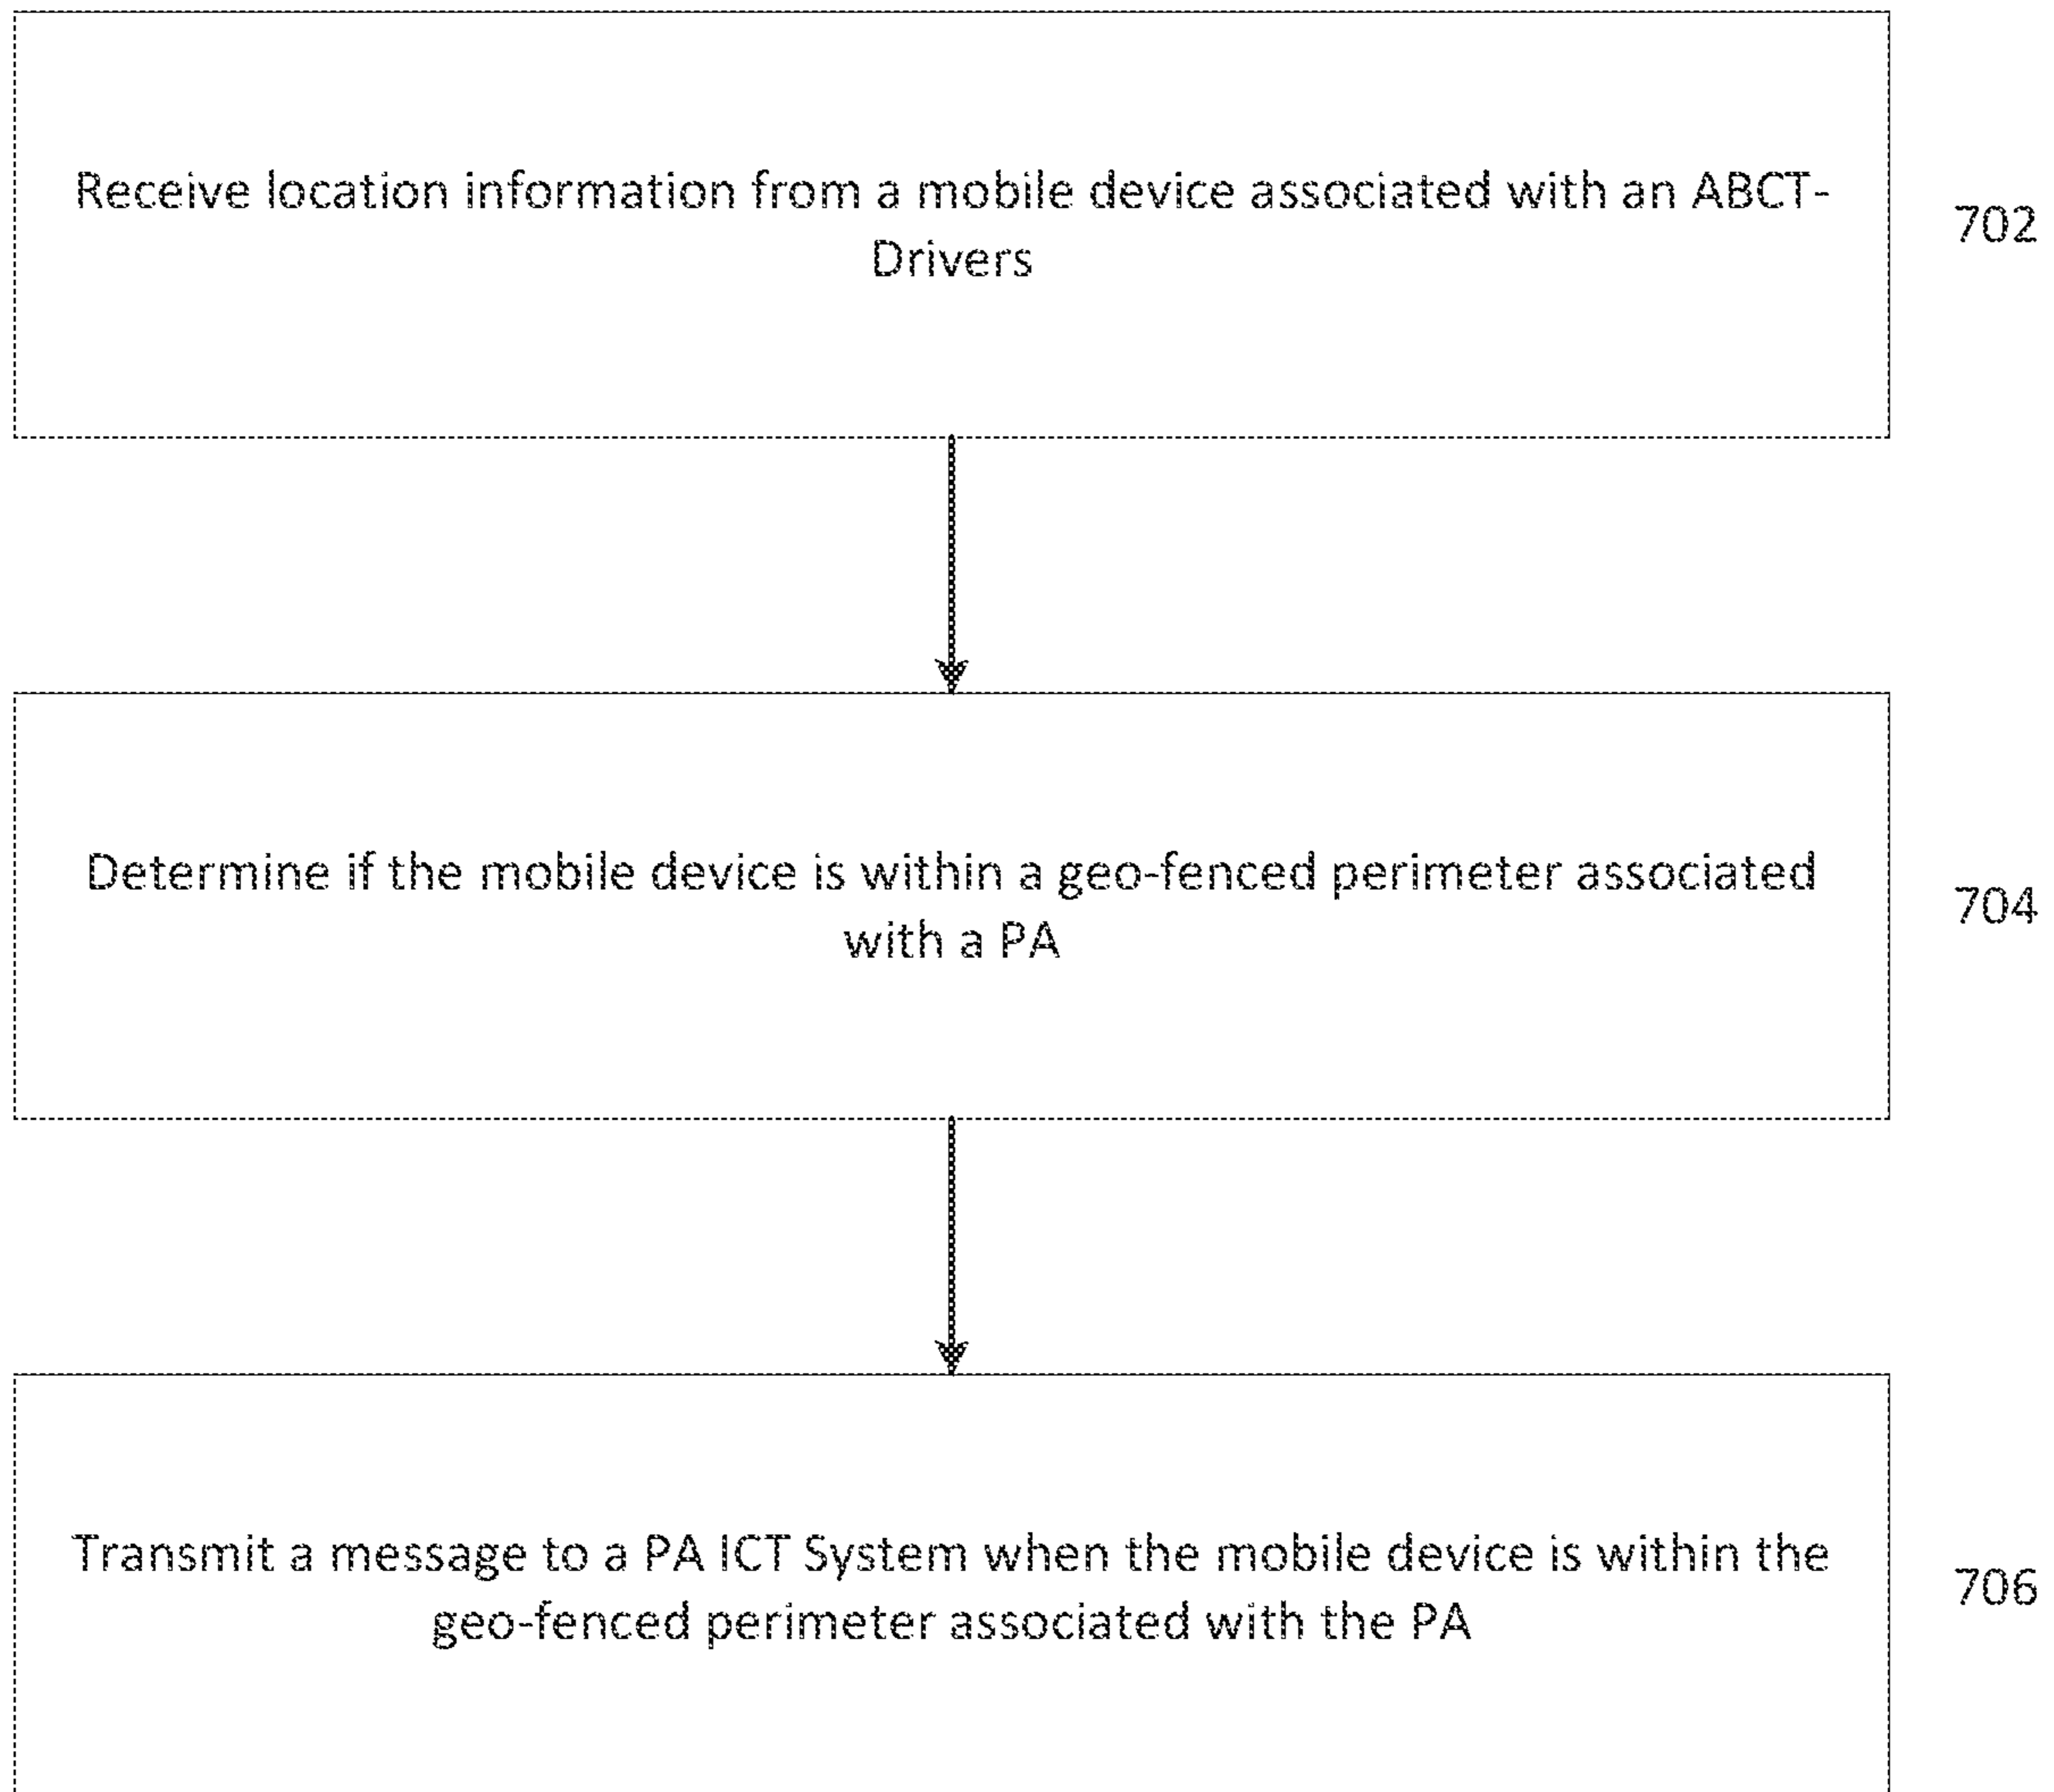 Receive location information from a mobile device associated with an ABCT-
Drivers
702
Determine if the mobile device is within a geo-fenced perimeter associated
with a PA
704
Transmit a message to a PA ICT System when the mobile device is within the
geo-fenced perimeter associated with the PA
706